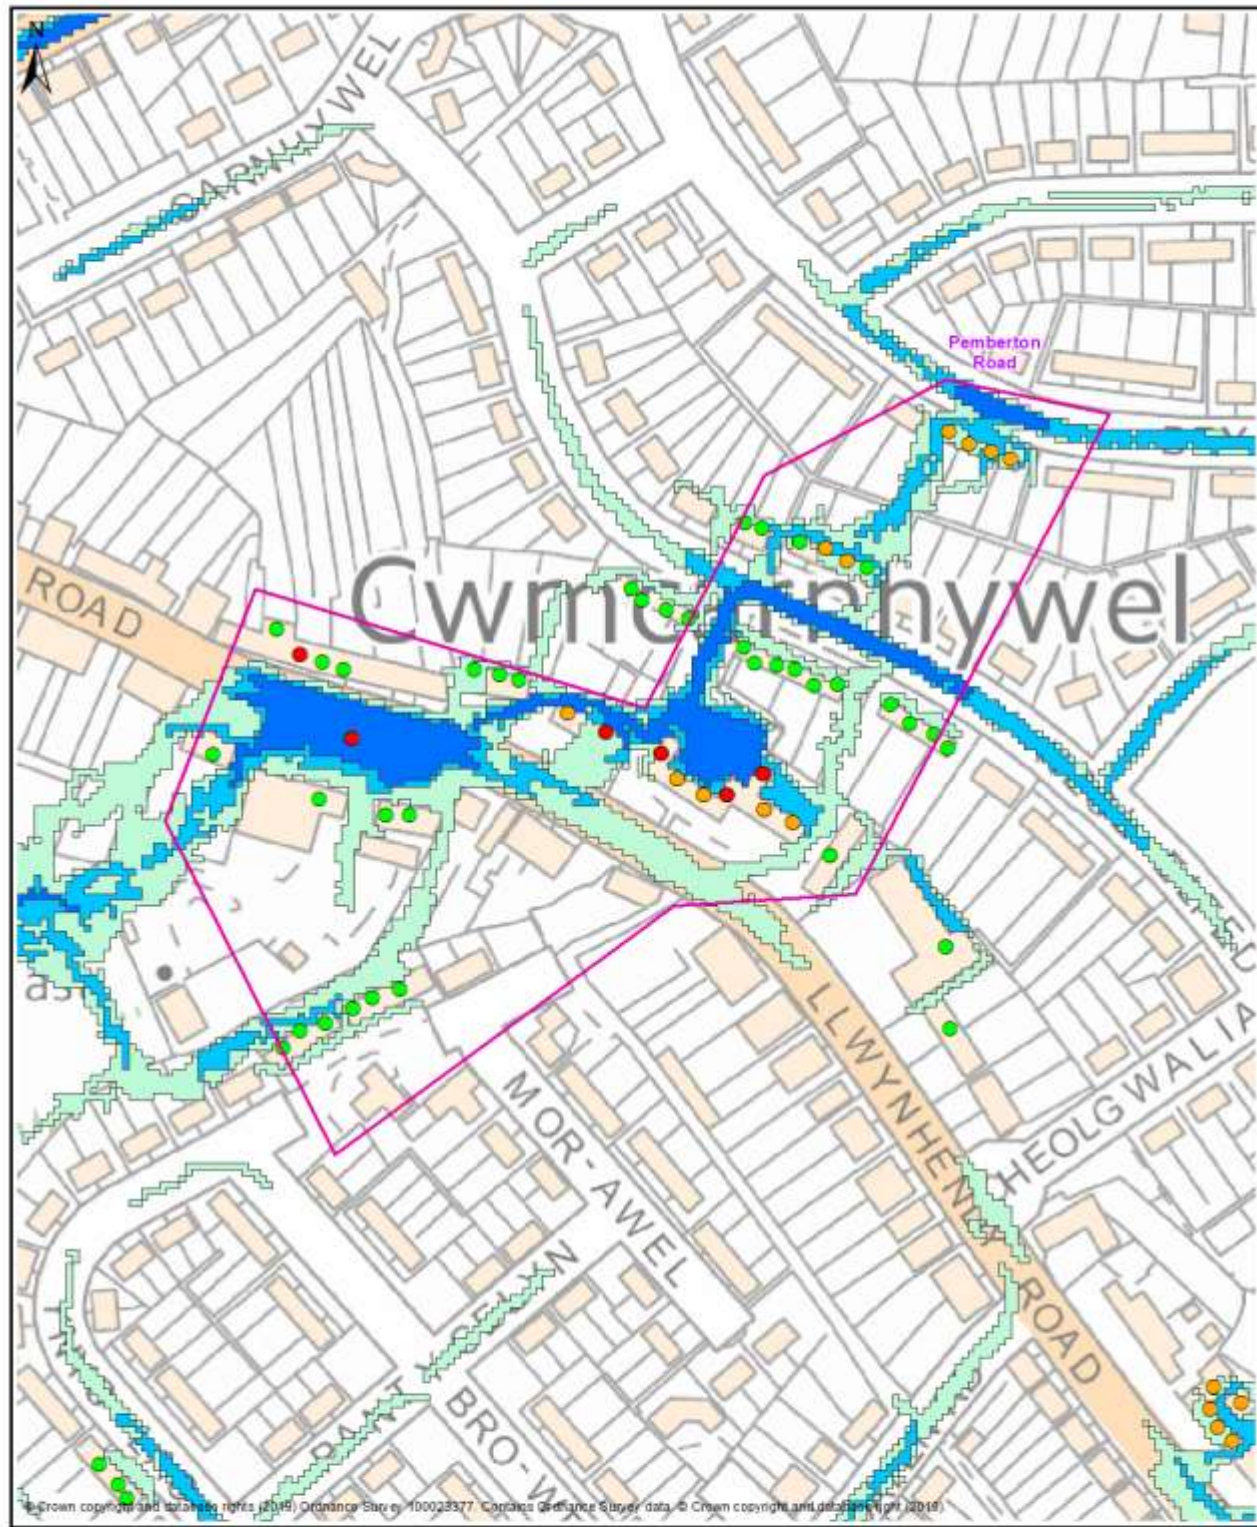 N
GARNHYWEL
Pemberton
Road
ROAD
Cwmcarnhywel
LLWYNHENDY ROAD
HEOLGWALIA
MOR-AWEL
BRO-W
© Crown copyright and database rights (2019) Ordnance Survey 100023377. Contains Ordnance Survey data. © Crown copyright and database right (2019).